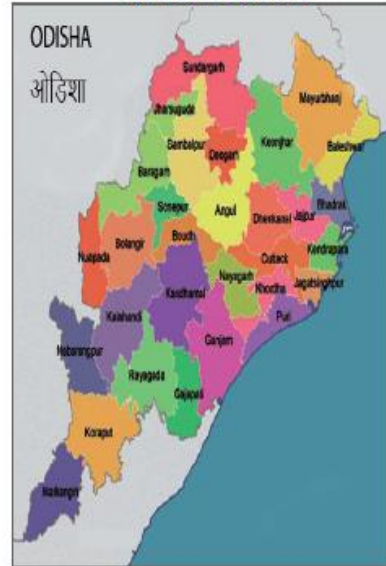 ODISHA
ओडिशा
Sundargarh
Jharsuguda
Sambalpur
Deogarh
Keonjhar
Mayurbhanj
Baleshwar
Baragarh
Sonepur
Angul
Dhenkanal
Jajpur
Bhadrak
Nuapada
Bolangir
Boudh
Cuttack
Kendrapara
Nayagarh
Khordha
Jagatsinghpur
Kandhamal
Kalahandi
Puri
Ganjam
Nabarangpur
Rayagada
Gajapati
Koraput
Malkangiri